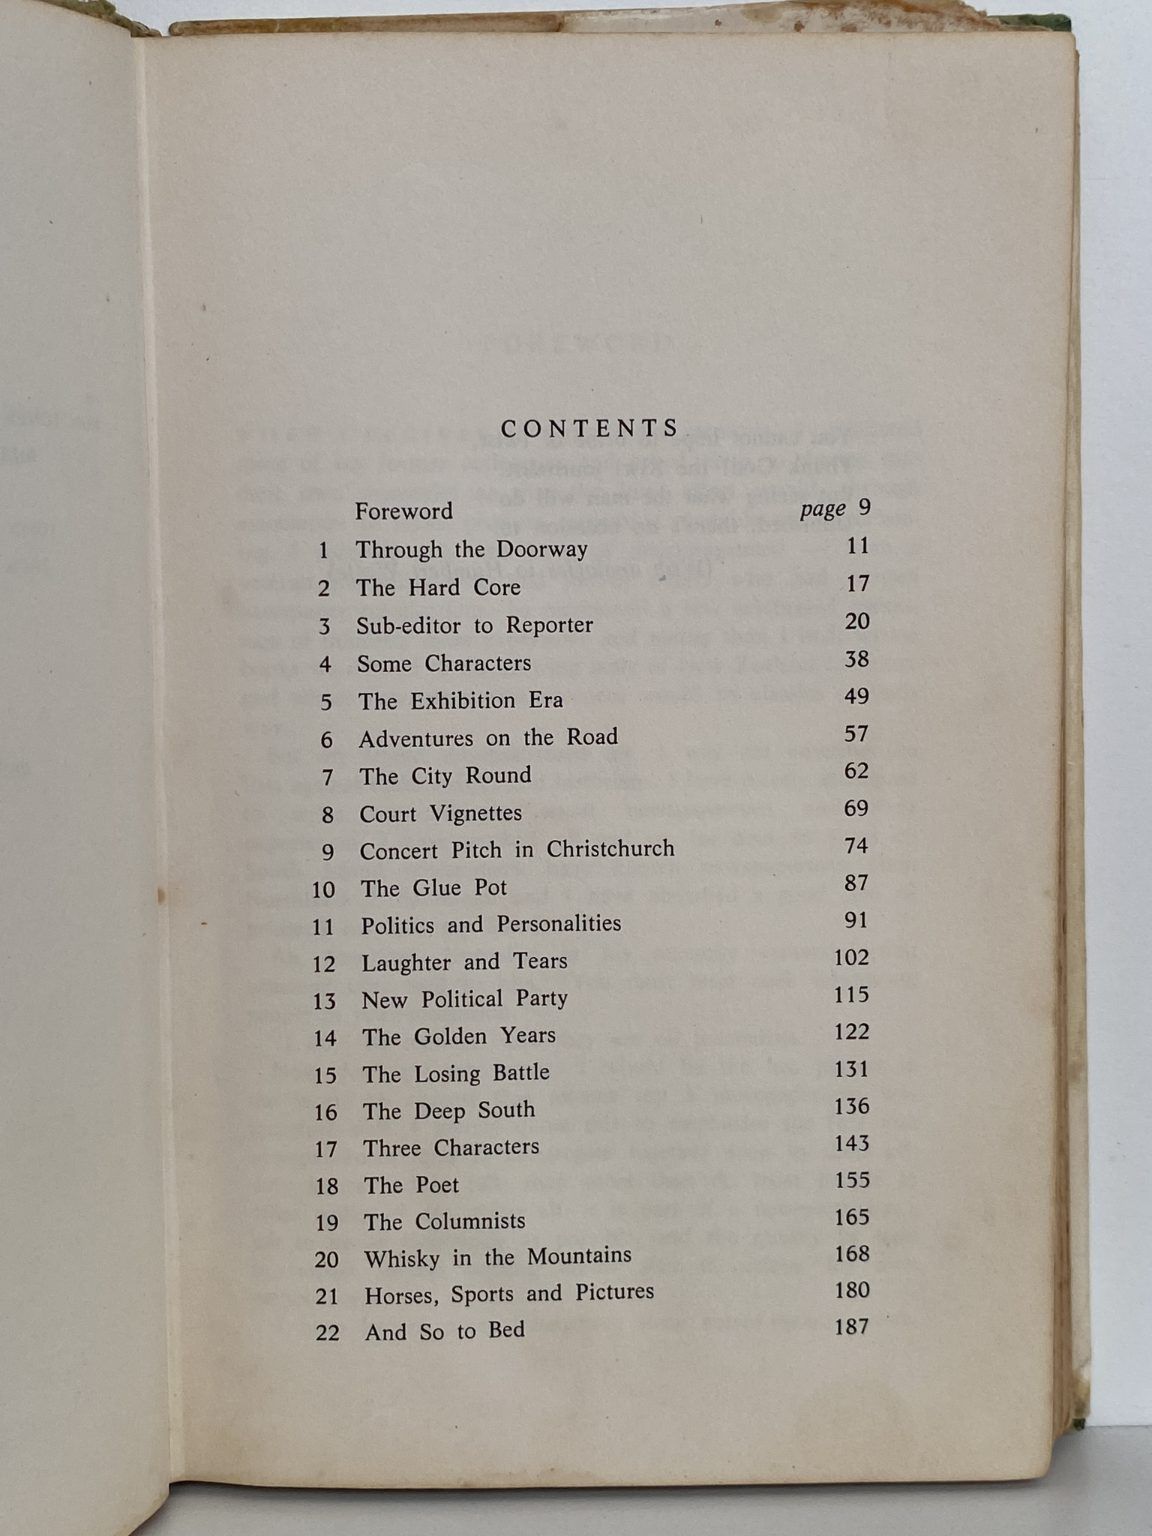 CONTENTS
Foreword page 9
1 Through the Doorway 11
2 The Hard Core 17
3 Sub-editor to Reporter 20
4 Some Characters 38
5 The Exhibition Era 49
6 Adventures on the Road 57
7 The City Round 62
8 Court Vignettes 69
9 Concert Pitch in Christchurch 74
10 The Glue Pot 87
11 Politics and Personalities 91
12 Laughter and Tears 102
13 New Political Party 115
14 The Golden Years 122
15 The Losing Battle 131
16 The Deep South 136
17 Three Characters 143
18 The Poet 155
19 The Columnists 165
20 Whisky in the Mountains 168
21 Horses, Sports and Pictures 180
22 And So to Bed 187